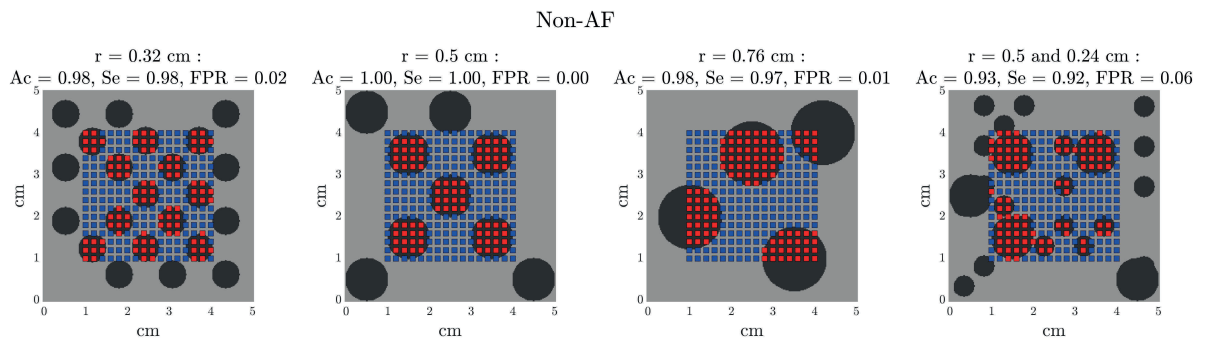 Non-AF
r = 0.32 cm :
Ac = 0.98, Se = 0.98, FPR = 0.02
r = 0.5 cm :
Ac = 1.00, Se = 1.00, FPR = 0.00
r = 0.76 cm :
Ac = 0.98, Se = 0.97, FPR = 0.01
r = 0.5 and 0.24 cm :
Ac = 0.93, Se = 0.92, FPR = 0.06
5
4
3
2
1
0
cm
0 1 2 3 4 5
cm
5
4
3
2
1
0
cm
0 1 2 3 4 5
cm
5
4
3
2
1
0
cm
0 1 2 3 4 5
cm
5
4
3
2
1
0
cm
0 1 2 3 4 5
cm